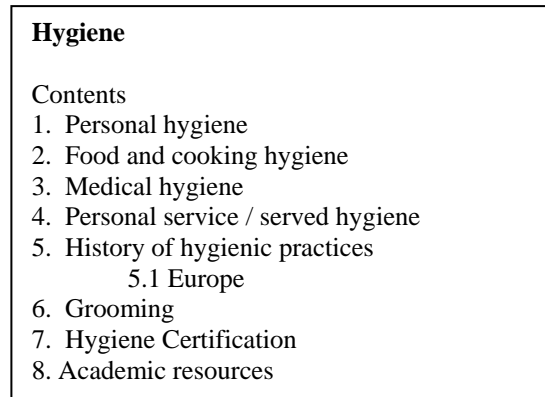 Hygiene
Contents
1. Personal hygiene
2. Food and cooking hygiene
3. Medical hygiene
4. Personal service / served hygiene
5. History of hygienic practices
5.1 Europe
6. Grooming
7. Hygiene Certification
8. Academic resources